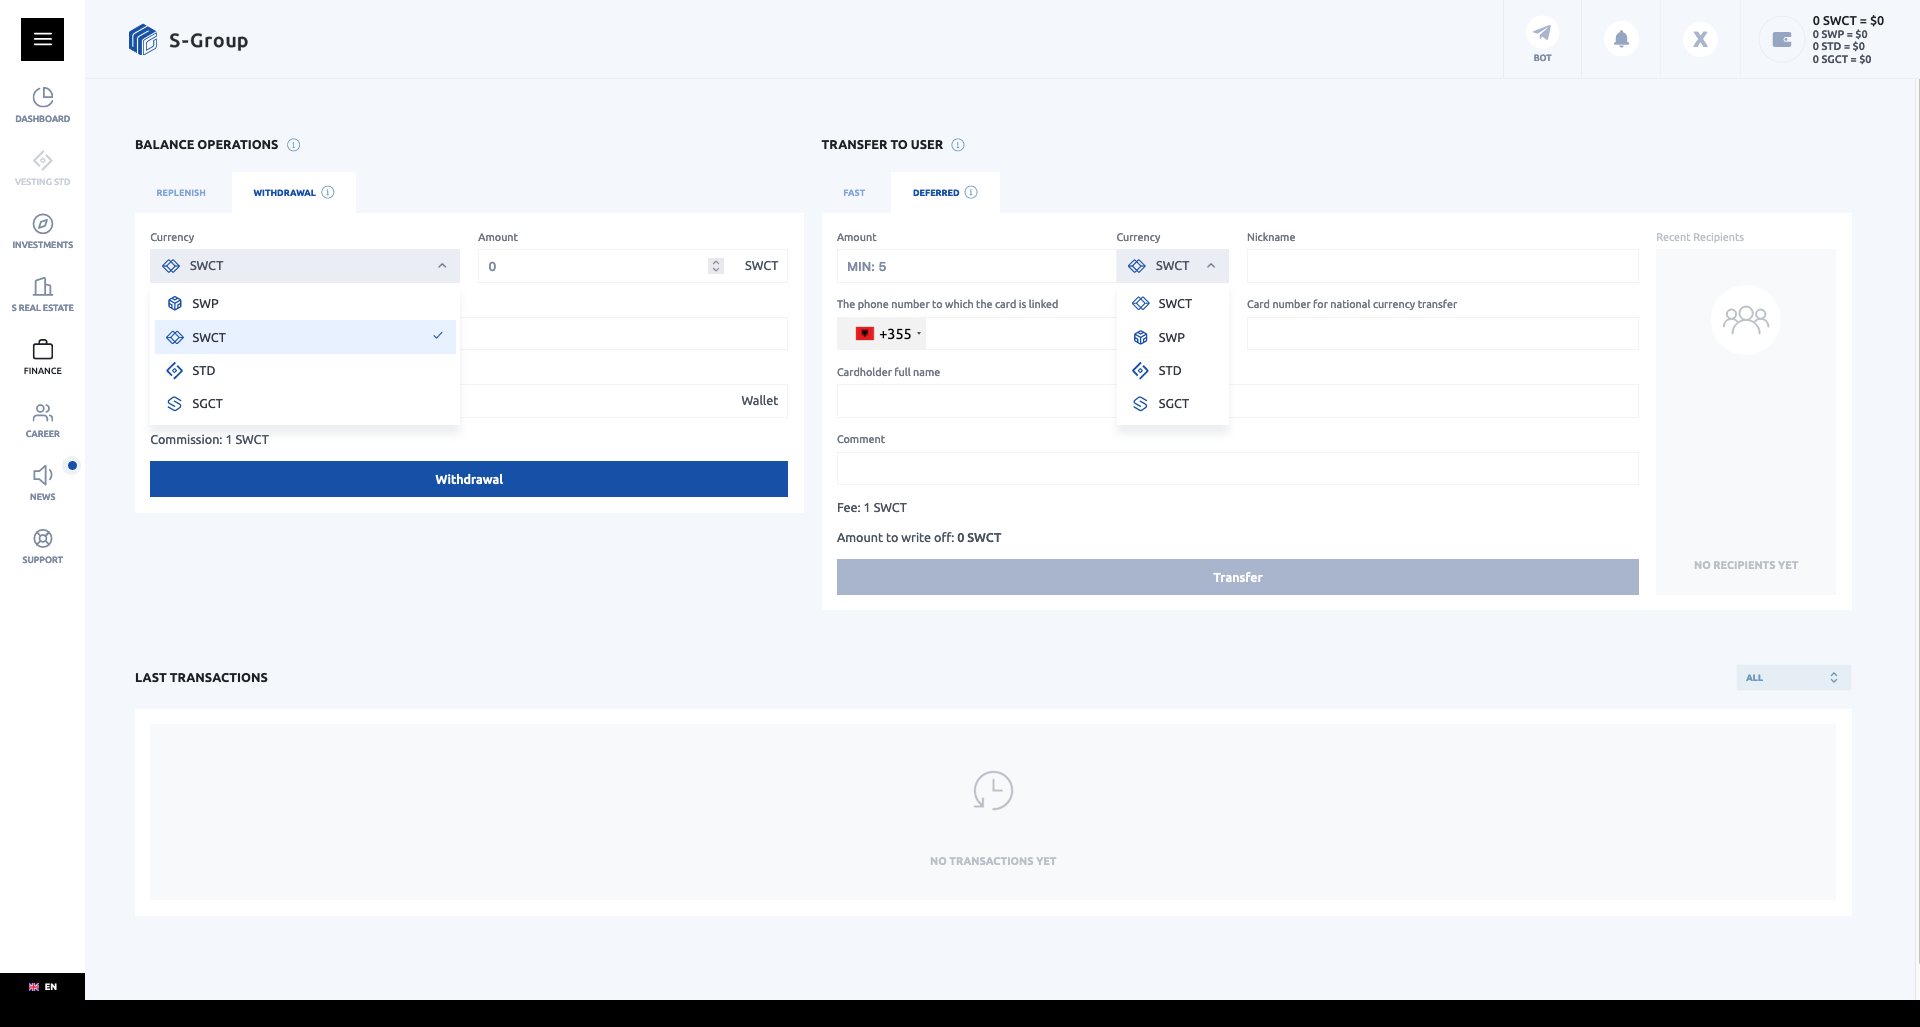 S-Group
BOT
X
0 SWCT = $0
0 SWP = $0
0 STD = $0
0 SGCT = $0
DASHBOARD
VESTING STD
INVESTMENTS
S REAL ESTATE
FINANCE
CAREER
NEWS
SUPPORT
EN
BALANCE OPERATIONS
REPLENISH
WITHDRAWAL
Currency
Amount
SWCT
0
SWCT
SWP
SWCT
STD
SGCT
Wallet
Commission: 1 SWCT
Withdrawal
TRANSFER TO USER
FAST
DEFERRED
Amount
Currency
Nickname
Recent Recipients
MIN: 5
SWCT
SWCT
SWP
STD
SGCT
The phone number to which the card is linked
Card number for national currency transfer
+355
Cardholder full name
Comment
Fee: 1 SWCT
Amount to write off: 0 SWCT
Transfer
NO RECIPIENTS YET
LAST TRANSACTIONS
ALL
NO TRANSACTIONS YET